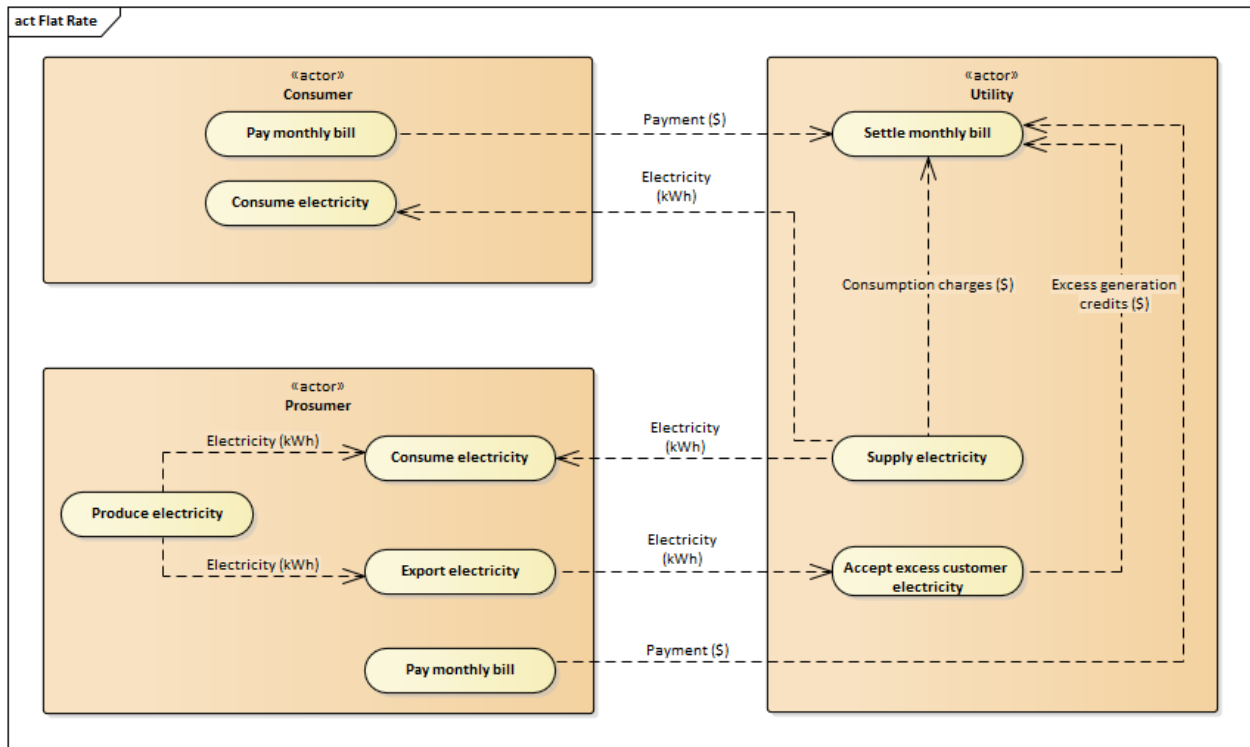 act Flat Rate
«actor»
Consumer
Pay monthly bill
Consume electricity
Payment ($)
Electricity
(kWh)
«actor»
Utility
Settle monthly bill
Consumption charges ($)
Excess generation
credits ($)
Supply electricity
Accept excess customer
electricity
«actor»
Prosumer
Electricity (kWh)
Consume electricity
Produce electricity
Electricity (kWh)
Export electricity
Pay monthly bill
Electricity
(kWh)
Electricity
(kWh)
Payment ($)